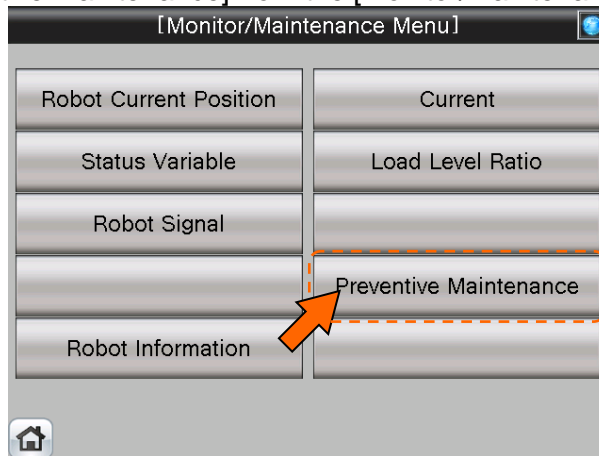 [Monitor/Maintenance Menu]
Robot Current Position
Current
Status Variable
Load Level Ratio
Robot Signal
Preventive Maintenance
Robot Information